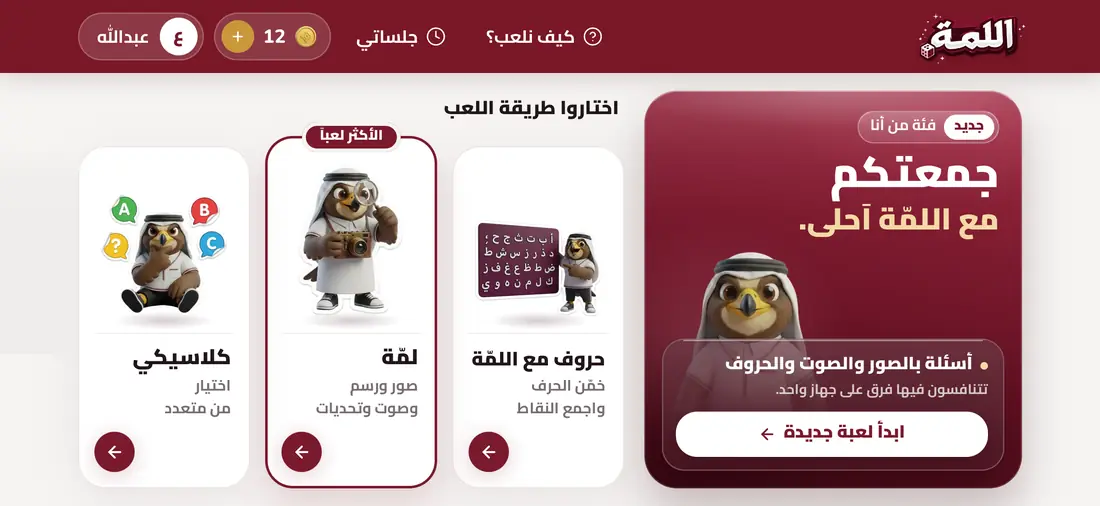 اللمة
كيف نلعب؟
جلساتي
12 +
ع عبدالله
جديد فئة من أنا
جمعتكم
مع اللمّة أحلى.
أسئلة بالصور والصوت والحروف
تتنافسون فيها فرق على جهاز واحد.
ابدأ لعبة جديدة
اختاروا طريقة اللعب
أ ب ت ث ج ح خ
د ذ ر ز س ش ط
ض ط ظ ع غ ف ز
ك ل م ن ه و ي
حروف مع اللمّة
خمّن الحرف
واجمع النقاط
الأكثر لعباً
لمّة
صور ورسم
وصوت وتحديات
A B ? C
كلاسيكي
اختيار
من متعدد